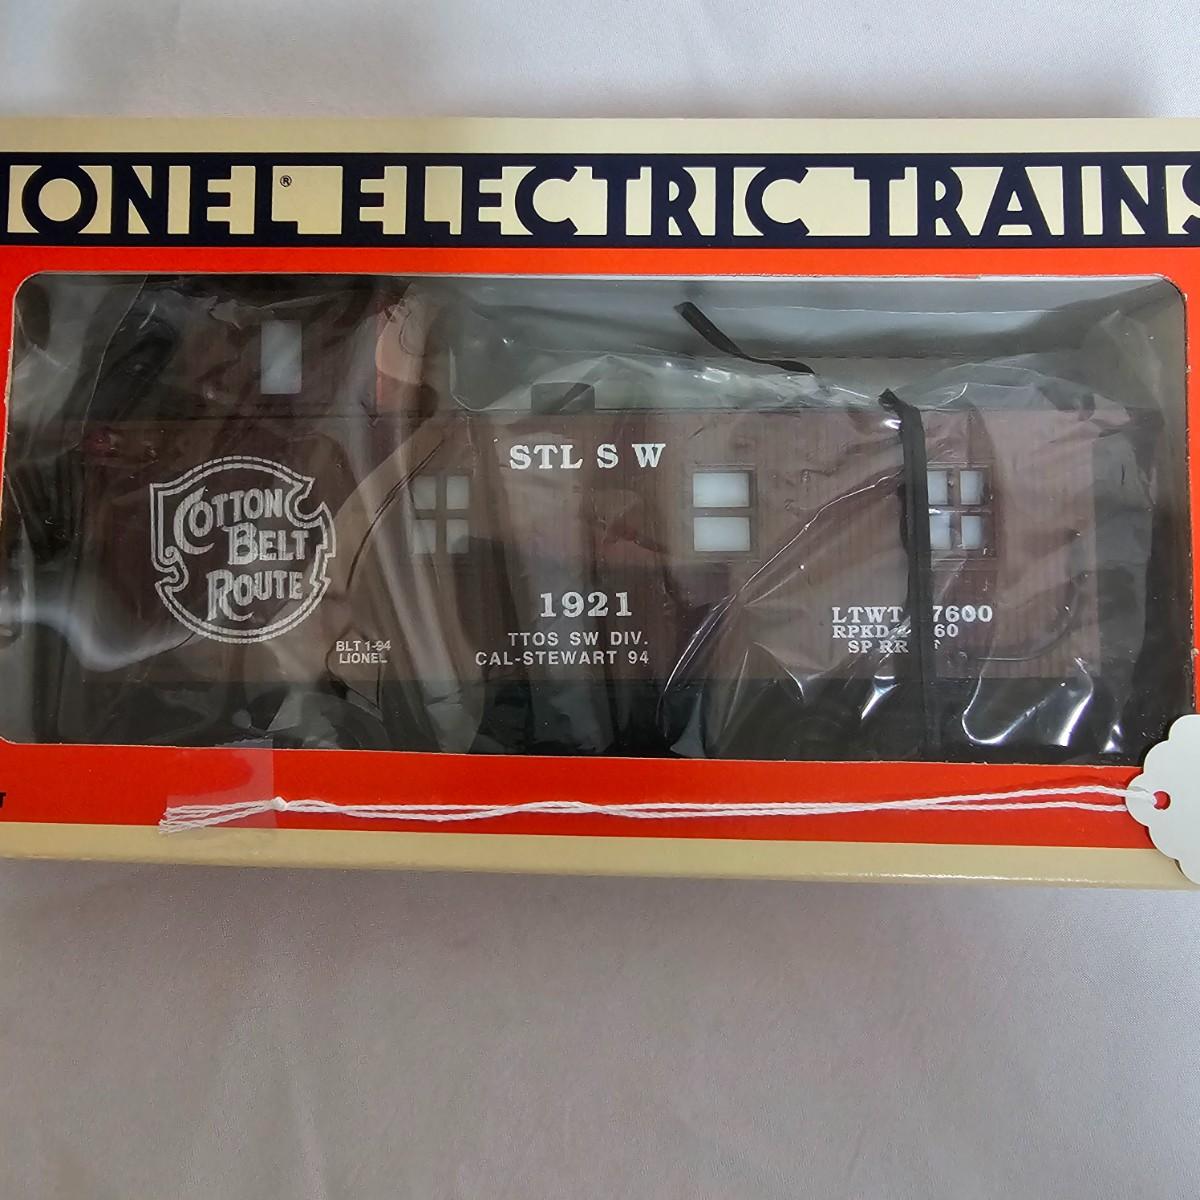 IONEL® ELECTRIC TRAINS
STL S W
COTTON
BELT
ROUTE
1921
TTOS SW DIV.
CAL-STEWART 94
BLT 1-94
LIONEL
LTWT 7600
RPKD 60
SP RR
T